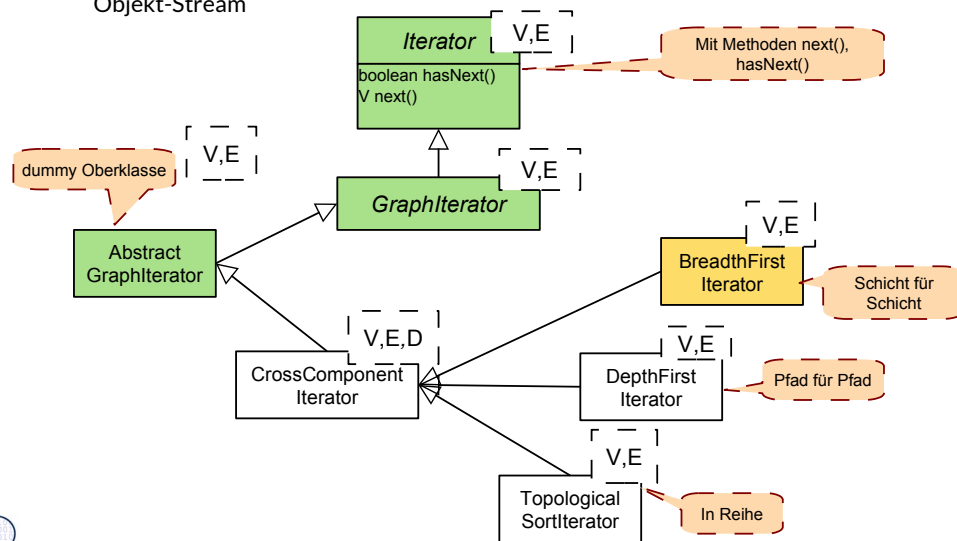 Objekt-Stream
Iterator
V,E
boolean hasNext()
V next()
Mit Methoden next(),
hasNext()
dummy Oberklasse
V,E
V,E
GraphIterator
Abstract
GraphIterator
V,E
BreadthFirst
Iterator
Schicht für
Schicht
V,E,D
CrossComponent
Iterator
V,E
DepthFirst
Iterator
Pfad für Pfad
V,E
Topological
SortIterator
In Reihe